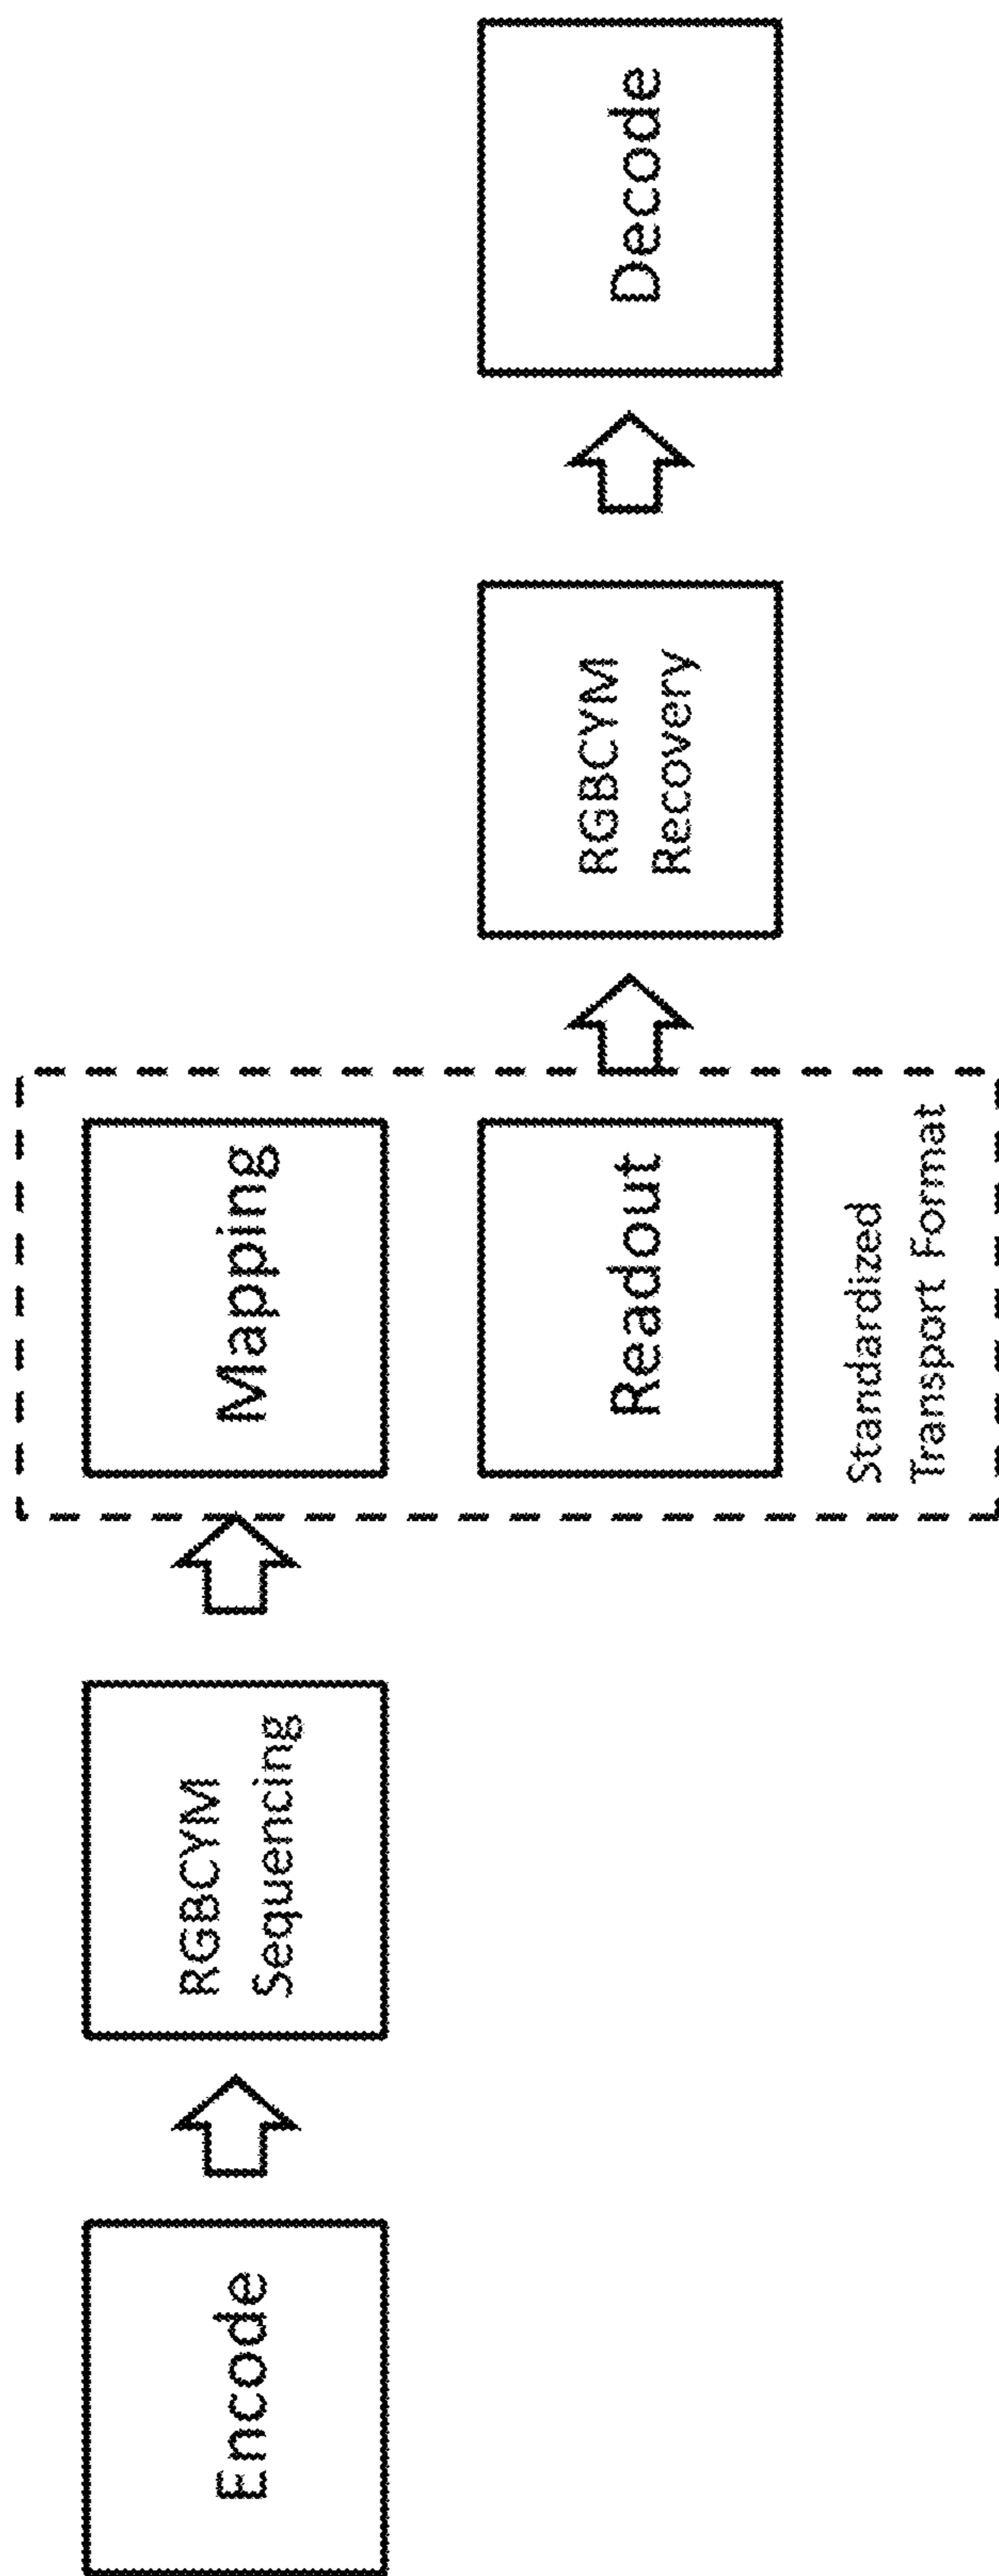 Encode
RGBCYM
Sequencing
Mapping
Readout
Standardized
Transport Format
RGBCYM
Recovery
Decode